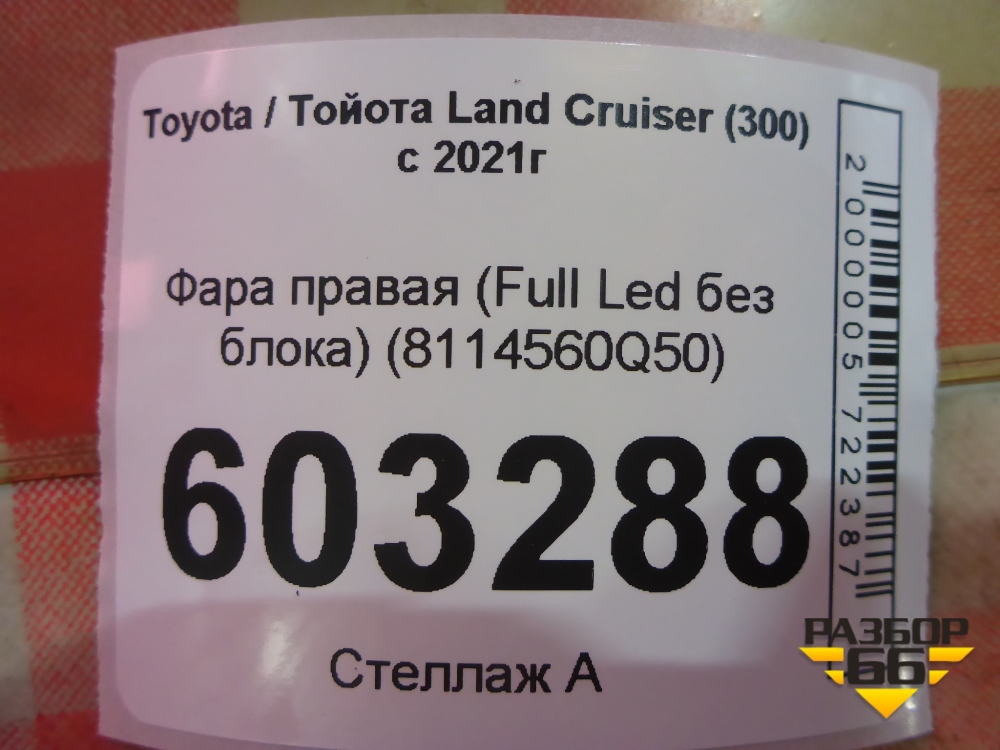 Toyota / Тойота Land Cruiser (300)
с 2021г
Фара правая (Full Led без
блока) (8114560Q50)
603288
Стеллаж А
2000005722387
РАЗБОР
66